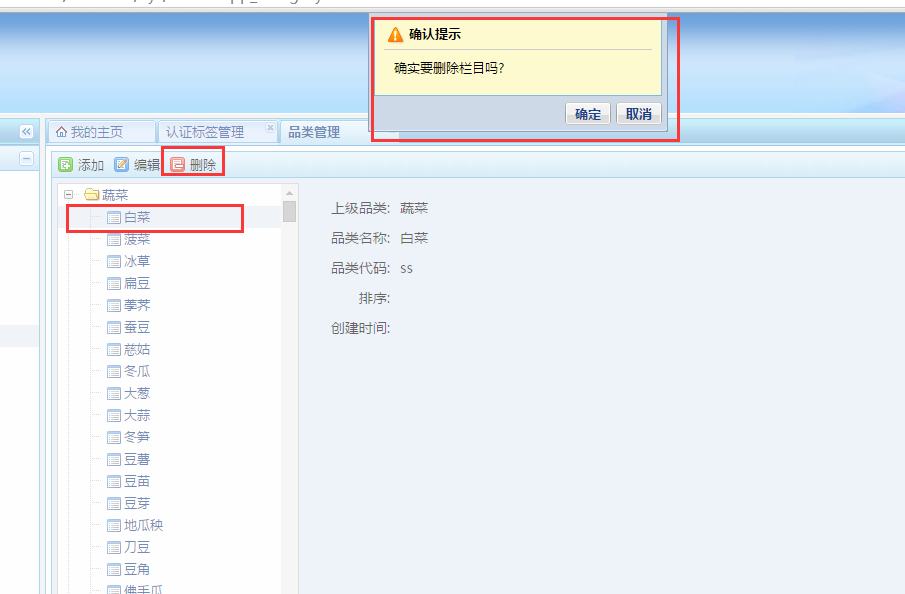 确认提示
确实要删除栏目吗?
确定 取消
我的主页 认证标签管理 品类管理
添加 编辑 删除
蔬菜
白菜
菠菜
冰草
扁豆
荸荠
蚕豆
慈姑
冬瓜
大葱
大蒜
冬笋
豆薯
豆苗
豆芽
地瓜秧
刀豆
豆角
佛手瓜
上级品类: 蔬菜
品类名称: 白菜
品类代码: ss
排序:
创建时间: